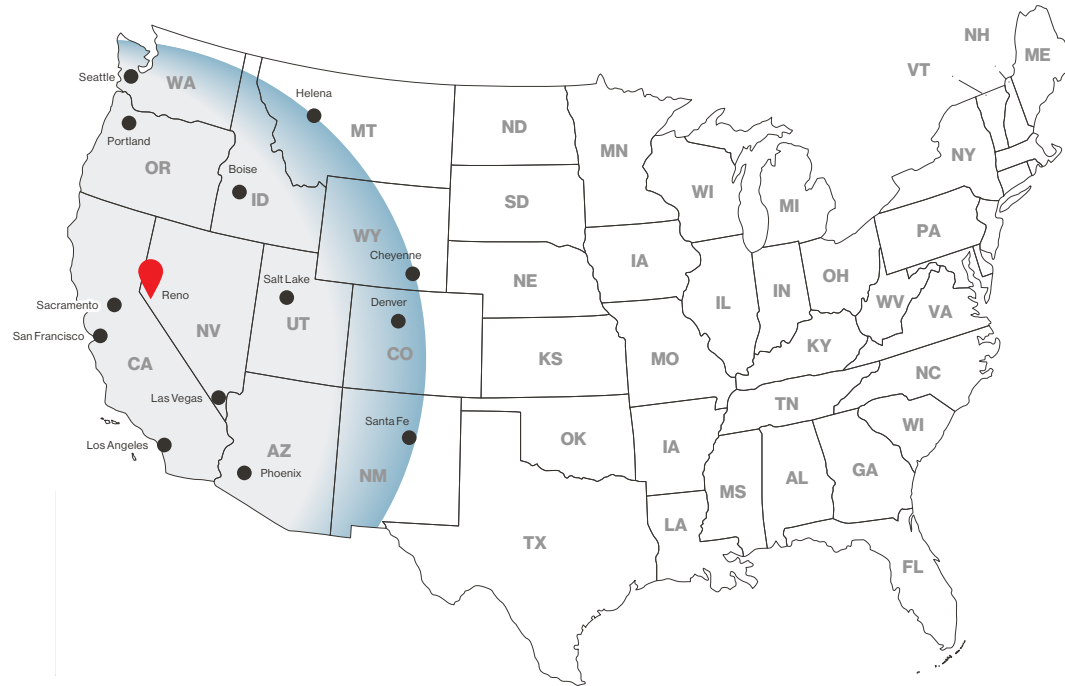 NH
ME
VT
Seattle
WA
Helena
MT
ND
MN
Portland
OR
Boise
ID
SD
WI
MI
NY
PA
WY
Cheyenne
IA
NE
OH
IN
IL
Salt Lake
Reno
Sacramento
Denver
WV
VA
San Francisco
NV
UT
CO
KS
MO
KY
CA
NC
Las Vegas
TN
Santa Fe
WI
Los Angeles
AZ
OK
IA
Phoenix
NM
MS
AL
GA
LA
TX
FL